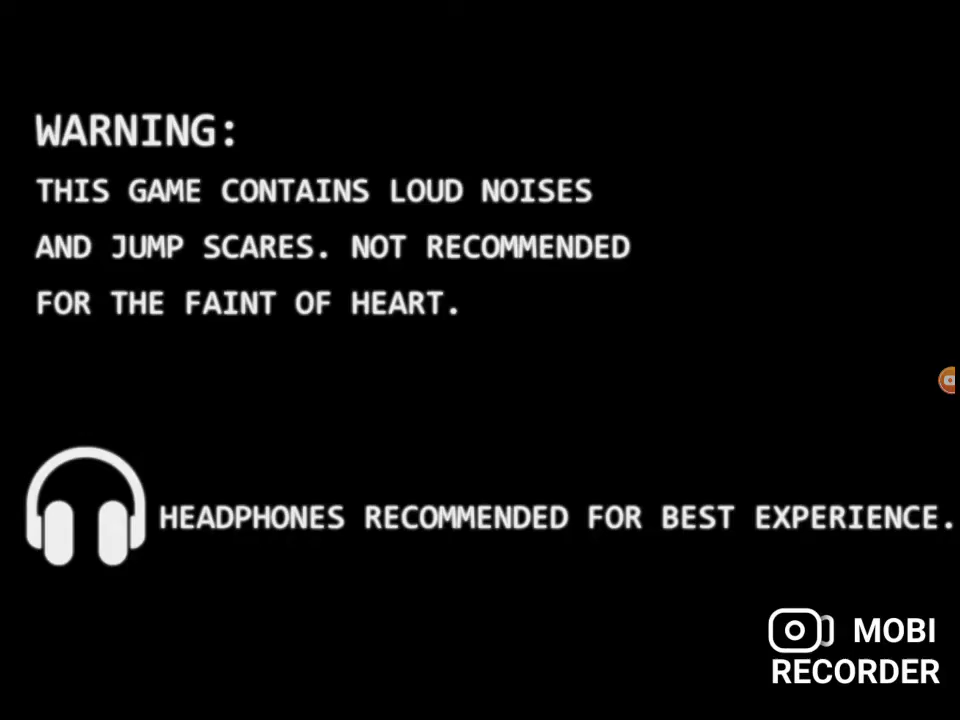 WARNING:
THIS GAME CONTAINS LOUD NOISES
AND JUMP SCARES. NOT RECOMMENDED
FOR THE FAINT OF HEART.
HEADPHONES RECOMMENDED FOR BEST EXPERIENCE.
MOBI
RECORDER